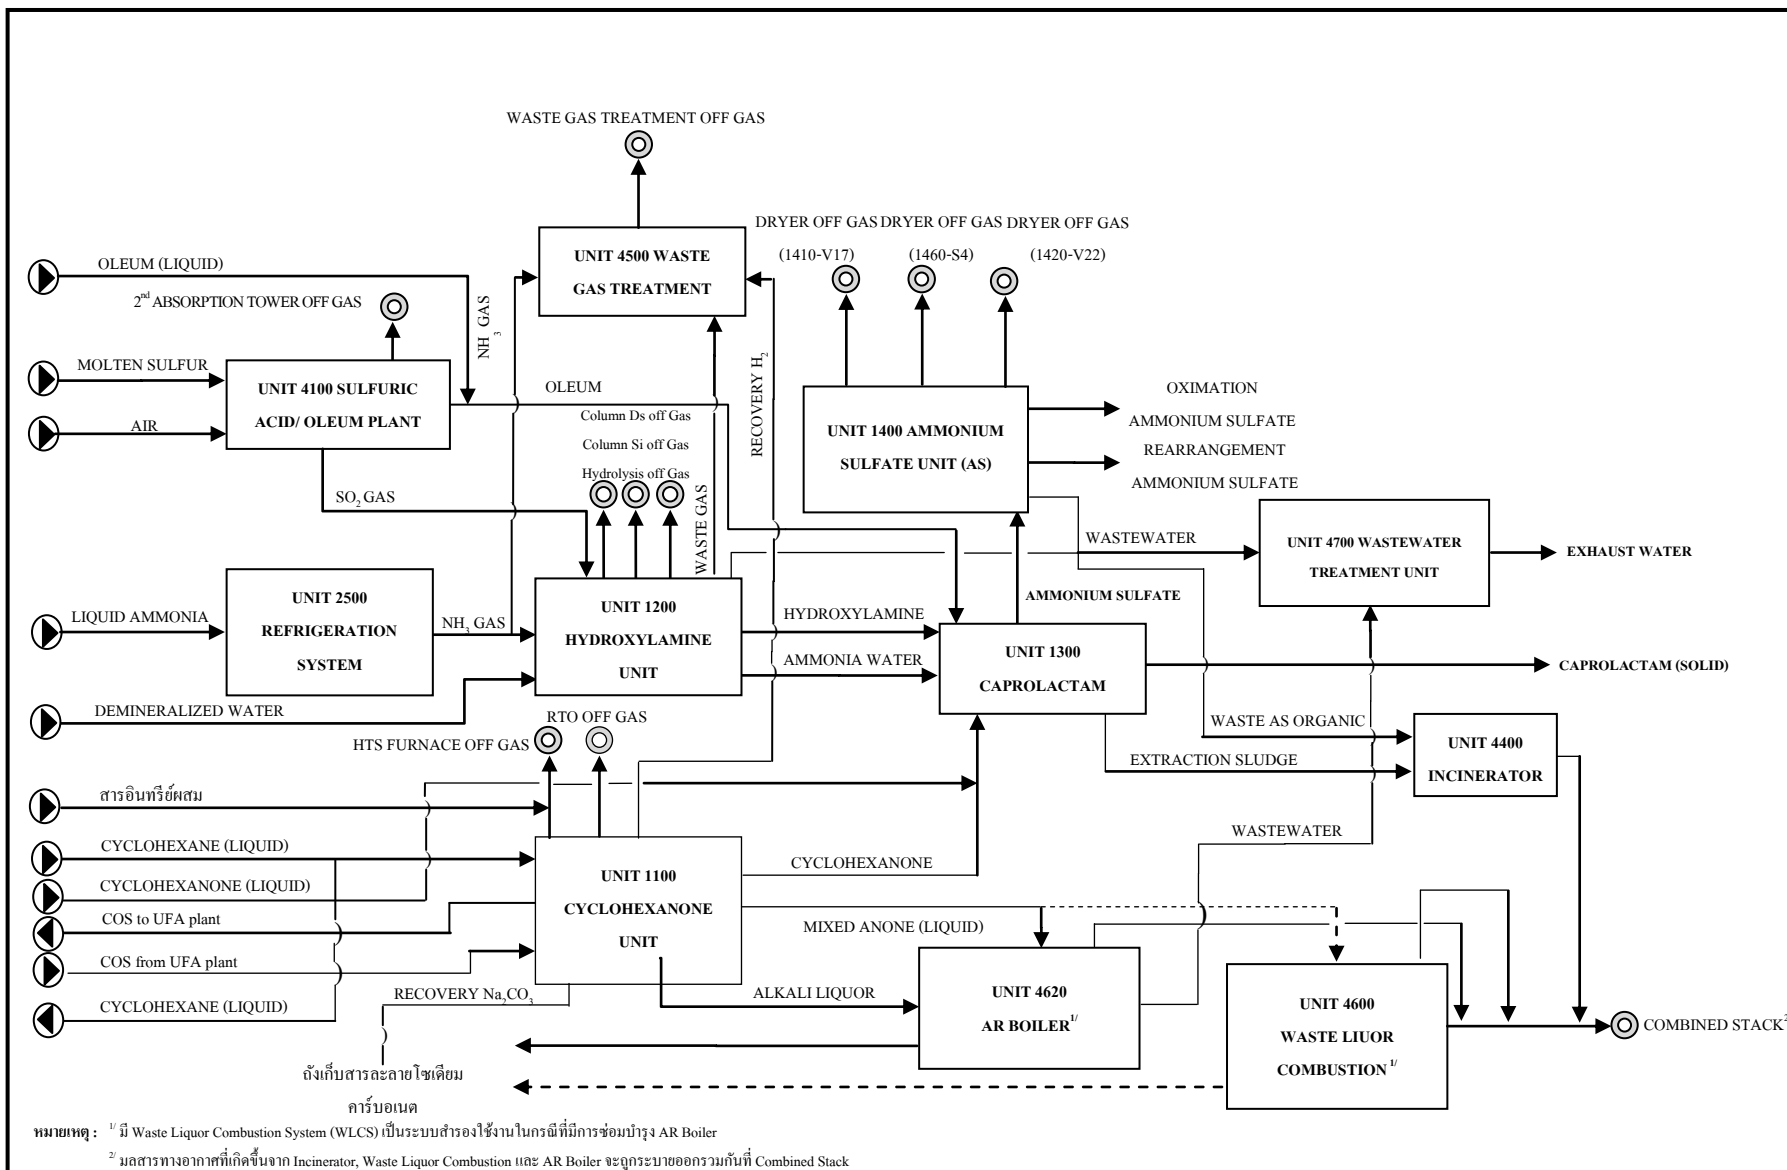 WASTE GAS TREATMENT OFF GAS
DRYER OFF GAS DRYER OFF GAS DRYER OFF GAS
(1410-V17) (1460-S4) (1420-V22)
UNIT 4500 WASTE
GAS TREATMENT
OLEUM (LIQUID)
2nd ABSORPTION TOWER OFF GAS
NH3 GAS
MOLTEN SULFUR
AIR
UNIT 4100 SULFURIC
ACID/ OLEUM PLANT
OLEUM
Column Ds off Gas
Column Si off Gas
Hydrolysis off Gas
RECOVERY H2
WASTE GAS
SO2 GAS
UNIT 1400 AMMONIUM
SULFATE UNIT (AS)
OXIMATION
AMMONIUM SULFATE
REARRANGEMENT
AMMONIUM SULFATE
WASTEWATER
UNIT 4700 WASTEWATER
TREATMENT UNIT
EXHAUST WATER
LIQUID AMMONIA
UNIT 2500
REFRIGERATION
SYSTEM
NH3 GAS
UNIT 1200
HYDROXYLAMINE
UNIT
HYDROXYLAMINE
AMMONIA WATER
AMMONIUM SULFATE
UNIT 1300
CAPROLACTAM
CAPROLACTAM (SOLID)
DEMINERALIZED WATER
RTO OFF GAS
HTS FURNACE OFF GAS
WASTE AS ORGANIC
EXTRACTION SLUDGE
UNIT 4400
INCINERATOR
สารอินทรีย์ผสม
CYCLOHEXANE (LIQUID)
CYCLOHEXANONE (LIQUID)
COS to UFA plant
COS from UFA plant
CYCLOHEXANE (LIQUID)
UNIT 1100
CYCLOHEXANONE
UNIT
CYCLOHEXANONE
WASTEWATER
MIXED ANONE (LIQUID)
RECOVERY Na2CO3
ALKALI LIQUOR
UNIT 4620
AR BOILER 1/
UNIT 4600
WASTE LIUOR
COMBUSTION 1/
COMBINED STACK2
ถังเก็บสารละลายโซเดียม
คาร์บอเนต
หมายเหตุ : 1/ มี Waste Liquor Combustion System (WLCS) เป็นระบบสำรองใช้งานในกรณีที่มีการซ่อมบำรุง AR Boiler
2/ มลสารทางอากาศที่เกิดขึ้นจาก Incinerator, Waste Liquor Combustion และ AR Boiler จะถูกระบายออกรวมกันที่ Combined Stack